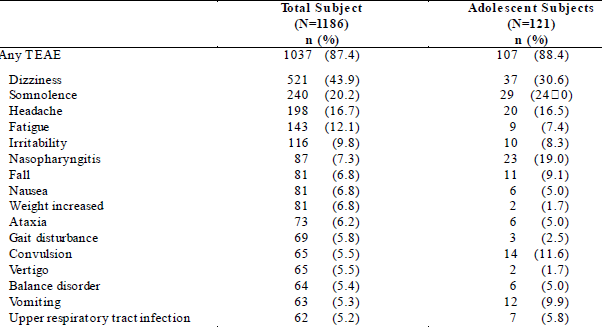 Total Subject Adolescent Subjects
(N=1186) (N=121)
n (%) n (%)
Any TEAE 1037 (87.4) 107 (88.4)
Dizziness 521 (43.9) 37 (30.6)
Somnolence 240 (20.2) 29 (24□0)
Headache 198 (16.7) 20 (16.5)
Fatigue 143 (12.1) 9 (7.4)
Irritability 116 (9.8) 10 (8.3)
Nasopharyngitis 87 (7.3) 23 (19.0)
Fall 81 (6.8) 11 (9.1)
Nausea 81 (6.8) 6 (5.0)
Weight increased 81 (6.8) 2 (1.7)
Ataxia 73 (6.2) 6 (5.0)
Gait disturbance 69 (5.8) 3 (2.5)
Convulsion 65 (5.5) 14 (11.6)
Vertigo 65 (5.5) 2 (1.7)
Balance disorder 64 (5.4) 6 (5.0)
Vomiting 63 (5.3) 12 (9.9)
Upper respiratory tract infection 62 (5.2) 7 (5.8)